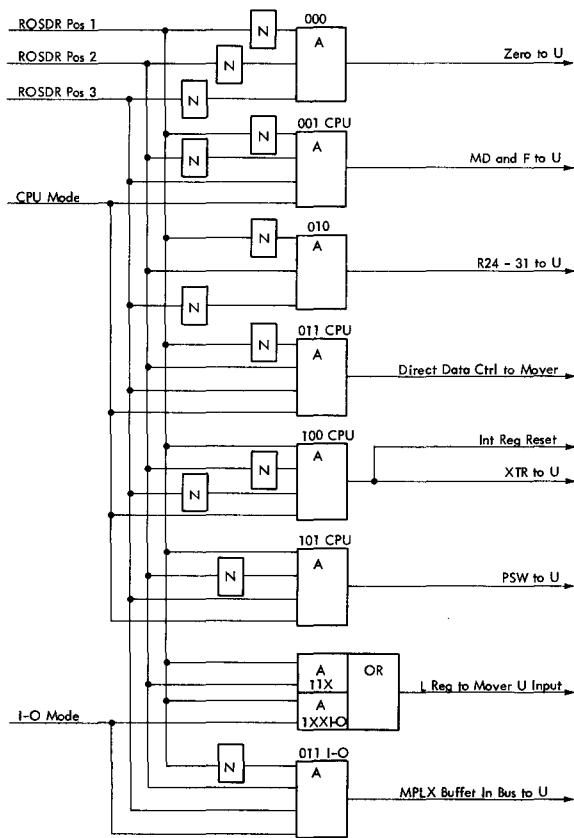 000
ROSDR Pos 1
N
A
ROSDR Pos 2
N
Zero to U
ROSDR Pos 3
N
001 CPU
N
A
N
MD and F to U
CPU Mode
010
N
A
R24 - 31 to U
N
011 CPU
N
A
Direct Data Ctrl to Mover
100 CPU
Int Reg Reset
A
N
XTR to U
N
101 CPU
A
N
PSW to U
A
OR
11X
L Reg to Mover U Input
A
I-O Mode
1XXI-O
011 I-O
N
A
MPLX Buffer In Bus to U